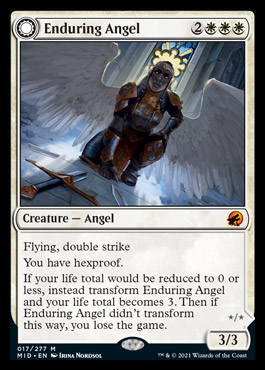 Enduring Angel 2
Creature — Angel
Flying, double strike
You have hexproof.
If your life total would be reduced to 0 or
less, instead transform Enduring Angel
and your life total becomes 3. Then if
Enduring Angel didn't transform
this way, you lose the game.
*/*
3/3
017/277 M
MID • EN Irina Nordsol
™ & © 2021 Wizards of the Coast